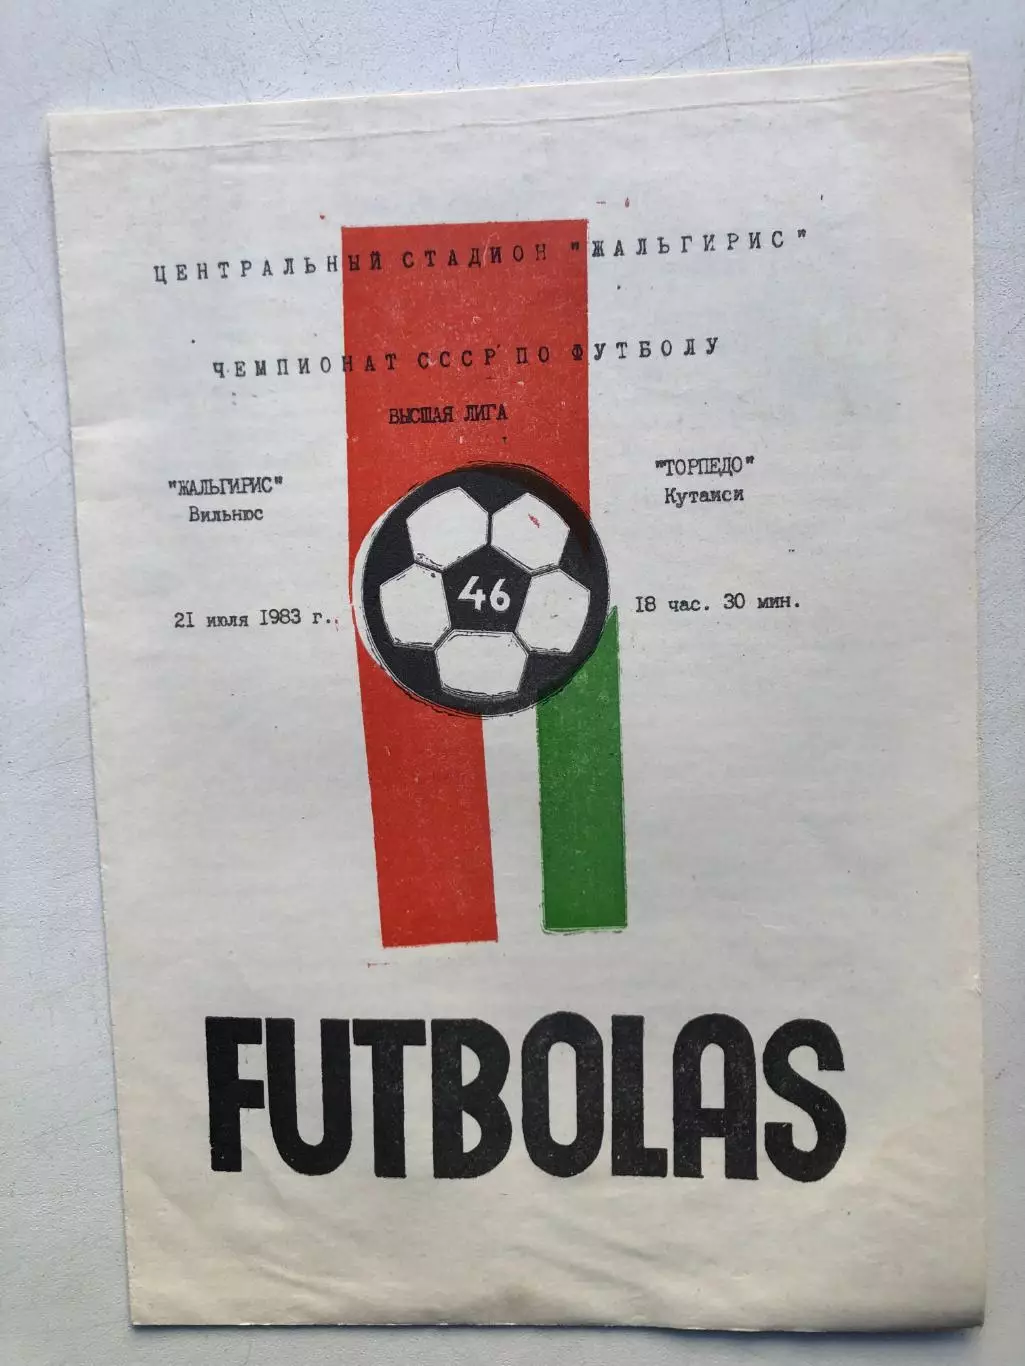 ЦЕНТРАЛЬНЫЙ СТАДИОН "ЖАЛЬГИРИС"
ЧЕМПИОНАТ СССР ПО ФУТБОЛУ
ВЫСШАЯ ЛИГА
"ЖАЛЬГИРИС"
Вильнюс
"ТОРПЕДО"
Кутаиси
46
21 июля 1983 г.
18 час. 30 мин.
FUTBOLAS